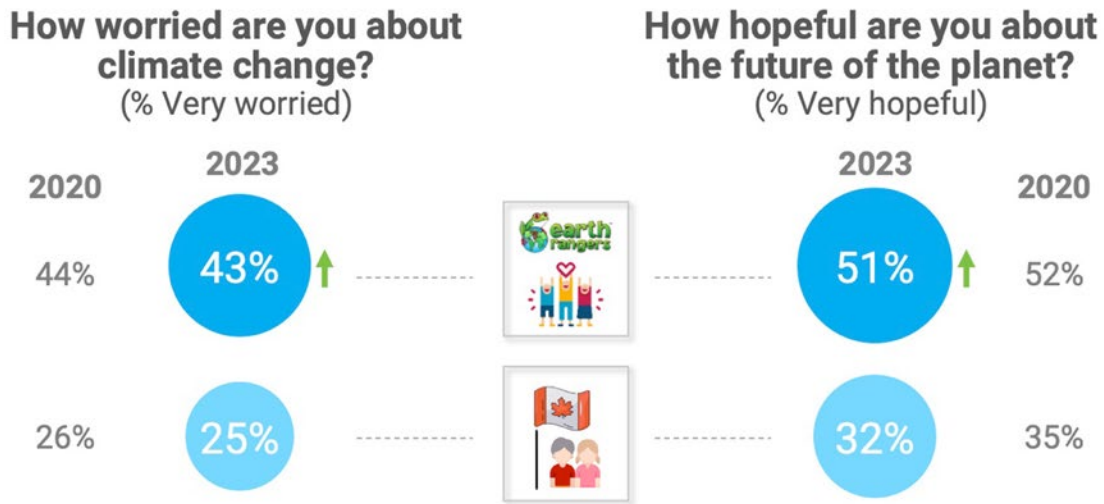 How worried are you about
climate change?
(% Very worried)
How hopeful are you about
the future of the planet?
(% Very hopeful)
2020
2023
2023
2020
44%
43%
earth
rangers
51%
52%
26%
25%
32%
35%